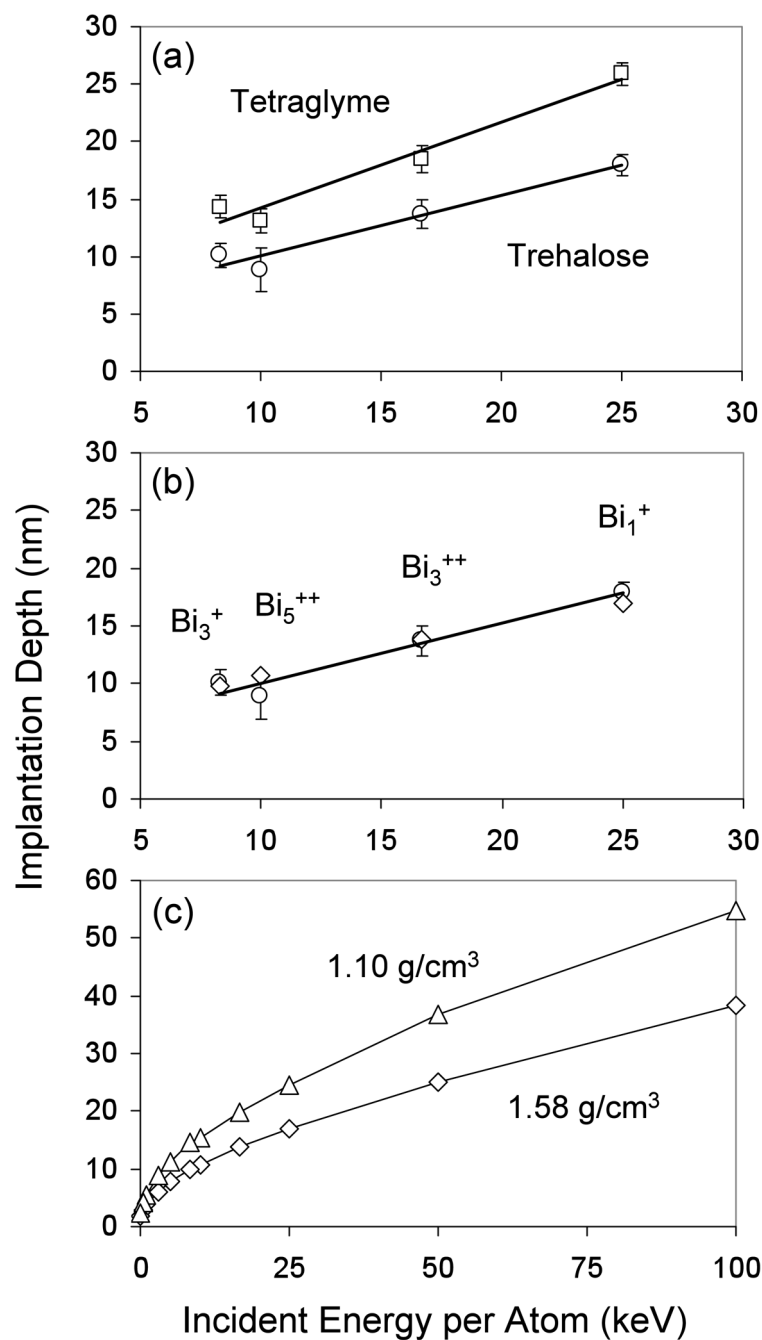 (a)
30
25
20
15
10
5
0
Tetraglyme
Trehalose
5 10 15 20 25 30
(b)
30
25
20
15
10
5
0
Bi₃⁺
Bi₅⁺⁺
Bi₃⁺⁺
Bi₁⁺
5 10 15 20 25 30
Implantation Depth (nm)
(c)
60
50
40
30
20
10
0
1.10 g/cm³
1.58 g/cm³
0 25 50 75 100
Incident Energy per Atom (keV)